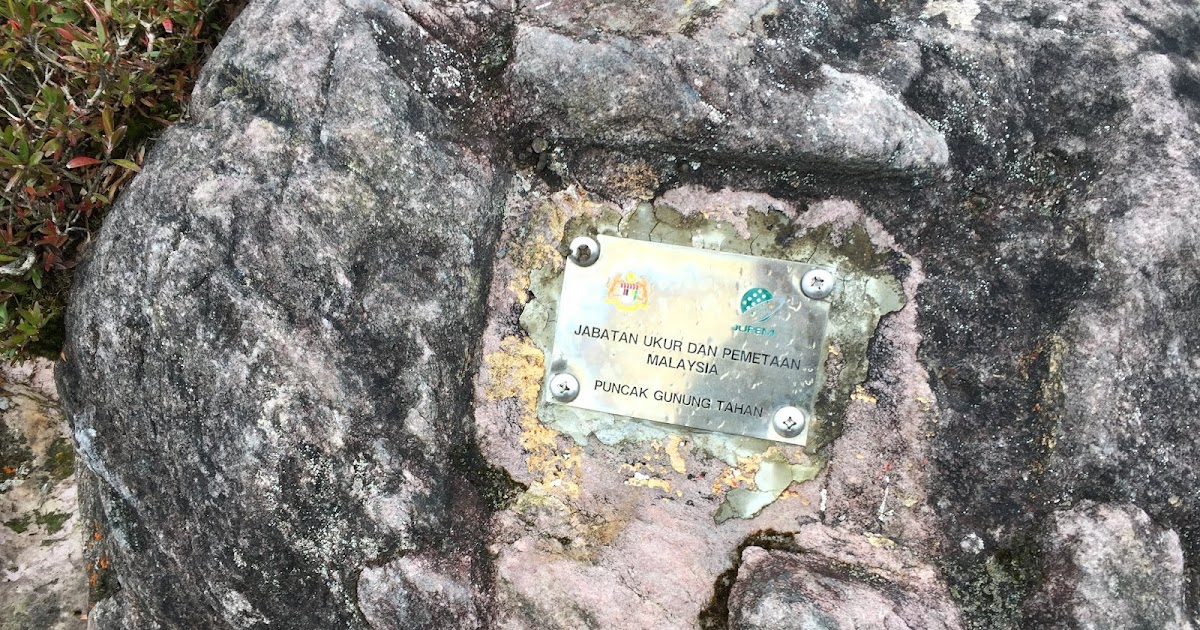 JUPEM
JABATAN UKUR DAN PEMETAAN
MALAYSIA
PUNCAK GUNUNG TAHAN